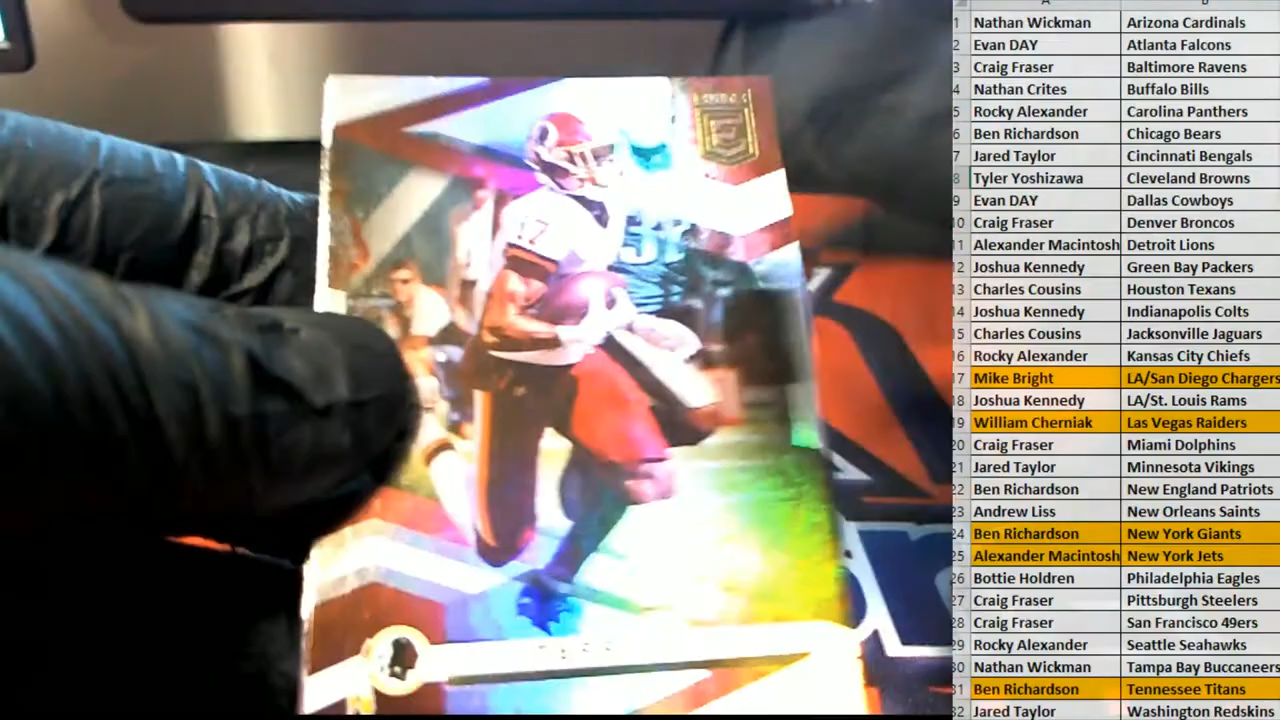 A B
1 Nathan Wickman Arizona Cardinals
2 Evan DAY Atlanta Falcons
3 Craig Fraser Baltimore Ravens
4 Nathan Crites Buffalo Bills
5 Rocky Alexander Carolina Panthers
6 Ben Richardson Chicago Bears
7 Jared Taylor Cincinnati Bengals
8 Tyler Yoshizawa Cleveland Browns
9 Evan DAY Dallas Cowboys
10 Craig Fraser Denver Broncos
11 Alexander Macintosh Detroit Lions
12 Joshua Kennedy Green Bay Packers
13 Charles Cousins Houston Texans
14 Joshua Kennedy Indianapolis Colts
15 Charles Cousins Jacksonville Jaguars
16 Rocky Alexander Kansas City Chiefs
17 Mike Bright LA/San Diego Chargers
18 Joshua Kennedy LA/St. Louis Rams
19 William Cherniak Las Vegas Raiders
20 Craig Fraser Miami Dolphins
21 Jared Taylor Minnesota Vikings
22 Ben Richardson New England Patriots
23 Andrew Liss New Orleans Saints
24 Ben Richardson New York Giants
25 Alexander Macintosh New York Jets
26 Bottie Holdren Philadelphia Eagles
27 Craig Fraser Pittsburgh Steelers
28 Craig Fraser San Francisco 49ers
29 Rocky Alexander Seattle Seahawks
30 Nathan Wickman Tampa Bay Buccaneers
31 Ben Richardson Tennessee Titans
32 Jared Taylor Washington Redskins
17